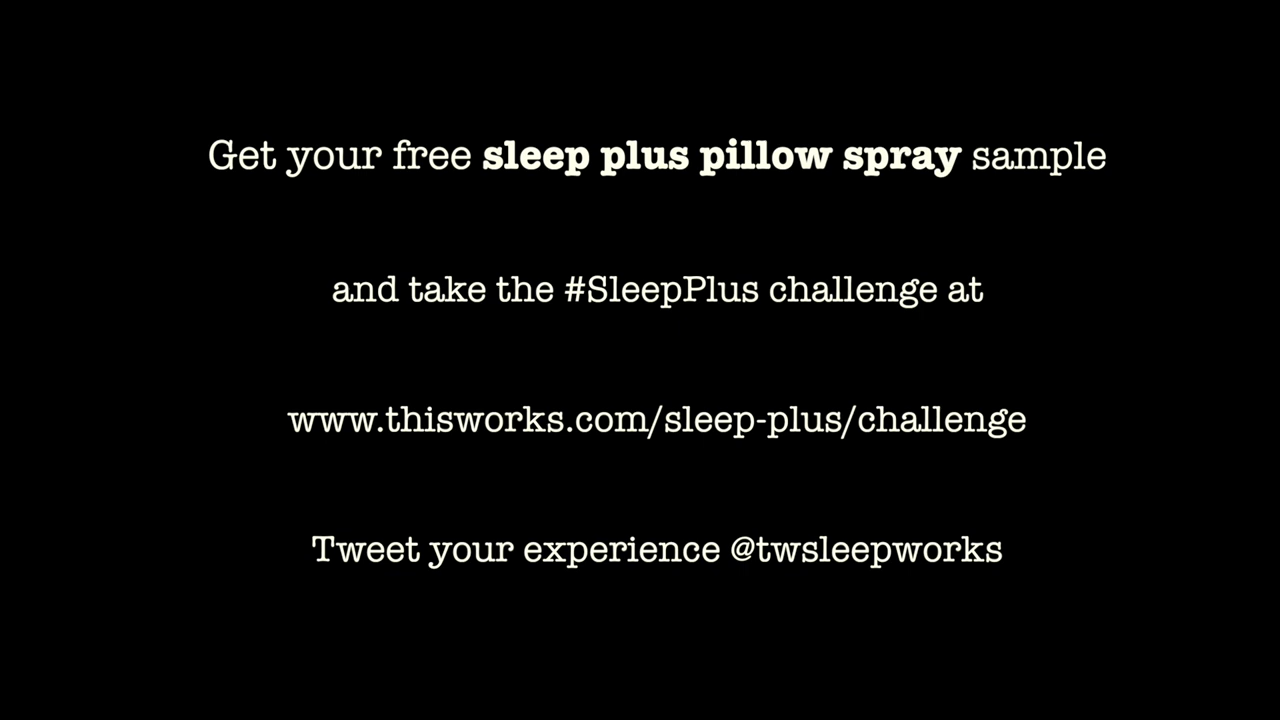 Get your free sleep plus pillow spray sample
and take the #SleepPlus challenge at
www.thisworks.com/sleep-plus/challenge
Tweet your experience @twsleepworks